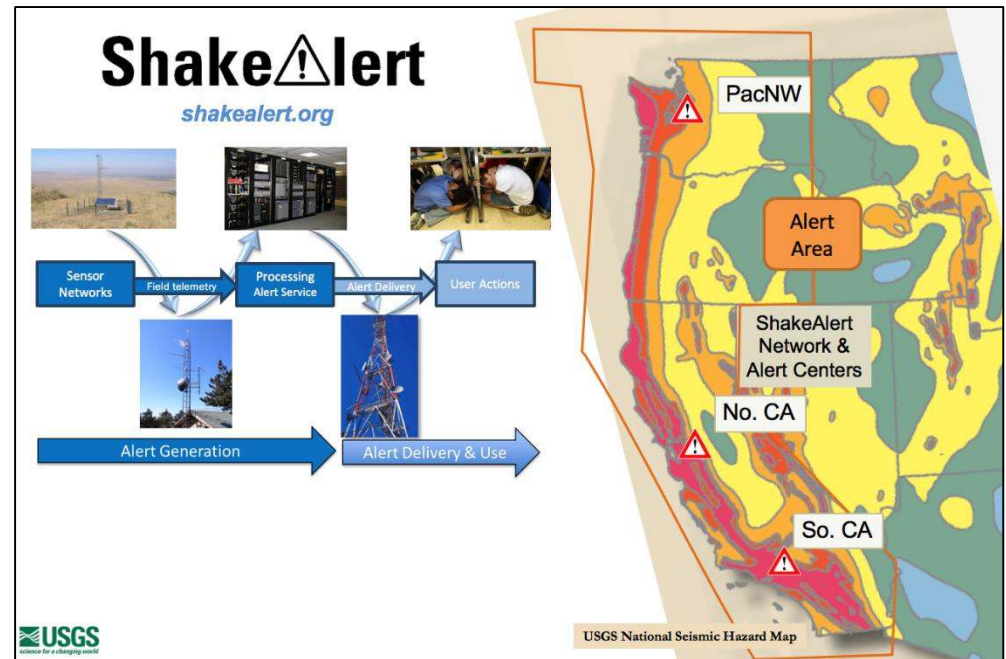 Shake⚠lert
shakealert.org
Sensor
Networks
Field telemetry
Processing
Alert Service
Alert Delivery
User Actions
Alert Generation
Alert Delivery & Use
USGS
science for a changing world
PacNW
!
Alert
Area
ShakeAlert
Network &
Alert Centers
No. CA
!
So. CA
!
USGS National Seismic Hazard Map